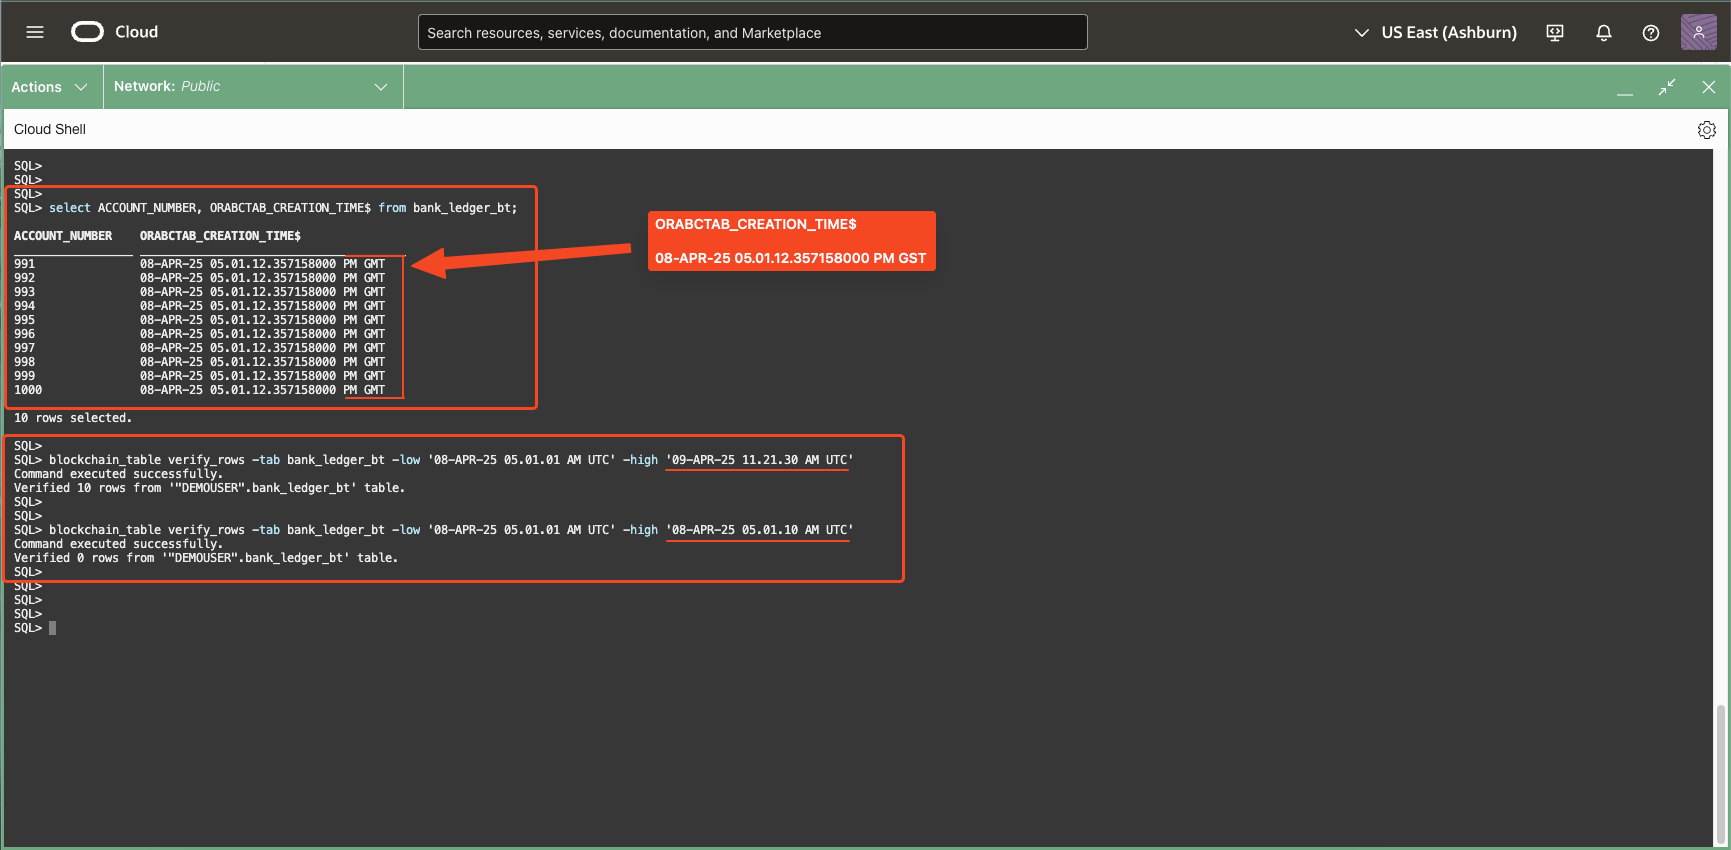 Cloud
Search resources, services, documentation, and Marketplace
US East (Ashburn)
Actions
Network: Public
Cloud Shell
SQL>
SQL>
SQL>
SQL> select ACCOUNT_NUMBER, ORABCTAB_CREATION_TIME$ from bank_ledger_bt;
ACCOUNT_NUMBER ORABCTAB_CREATION_TIME$
991 08-APR-25 05.01.12.357158000 PM GMT
992 08-APR-25 05.01.12.357158000 PM GMT
993 08-APR-25 05.01.12.357158000 PM GMT
994 08-APR-25 05.01.12.357158000 PM GMT
995 08-APR-25 05.01.12.357158000 PM GMT
996 08-APR-25 05.01.12.357158000 PM GMT
997 08-APR-25 05.01.12.357158000 PM GMT
998 08-APR-25 05.01.12.357158000 PM GMT
999 08-APR-25 05.01.12.357158000 PM GMT
1000 08-APR-25 05.01.12.357158000 PM GMT
ORABCTAB_CREATION_TIME$
08-APR-25 05.01.12.357158000 PM GST
10 rows selected.
SQL>
SQL> blockchain_table verify_rows -tab bank_ledger_bt -low '08-APR-25 05.01.01 AM UTC' -high '09-APR-25 11.21.30 AM UTC'
Command executed successfully.
Verified 10 rows from '"DEMOUSER".bank_ledger_bt' table.
SQL>
SQL>
SQL> blockchain_table verify_rows -tab bank_ledger_bt -low '08-APR-25 05.01.01 AM UTC' -high '08-APR-25 05.01.10 AM UTC'
Command executed successfully.
Verified 0 rows from '"DEMOUSER".bank_ledger_bt' table.
SQL>
SQL>
SQL>
SQL>
SQL>